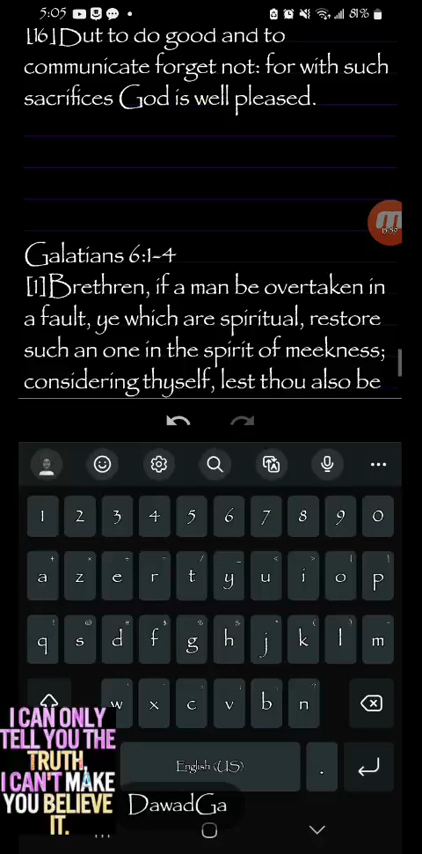 5:05
81%
[16]But to do good and to
communicate forget not: for with such
sacrifices God is well pleased.
Galatians 6:1-4
[1]Brethren, if a man be overtaken in
a fault, ye which are spiritual, restore
such an one in the spirit of meekness;
considering thyself, lest thou also be
1 2 3 4 5 6 7 8 9 0
a z e r t y u i o p
q s d f g h j k l m
w x c v b n
English (US)
.
I CAN ONLY
TELL YOU THE
TRUTH,
I CAN'T MAKE
YOU BELIEVE
IT.
DawadGa